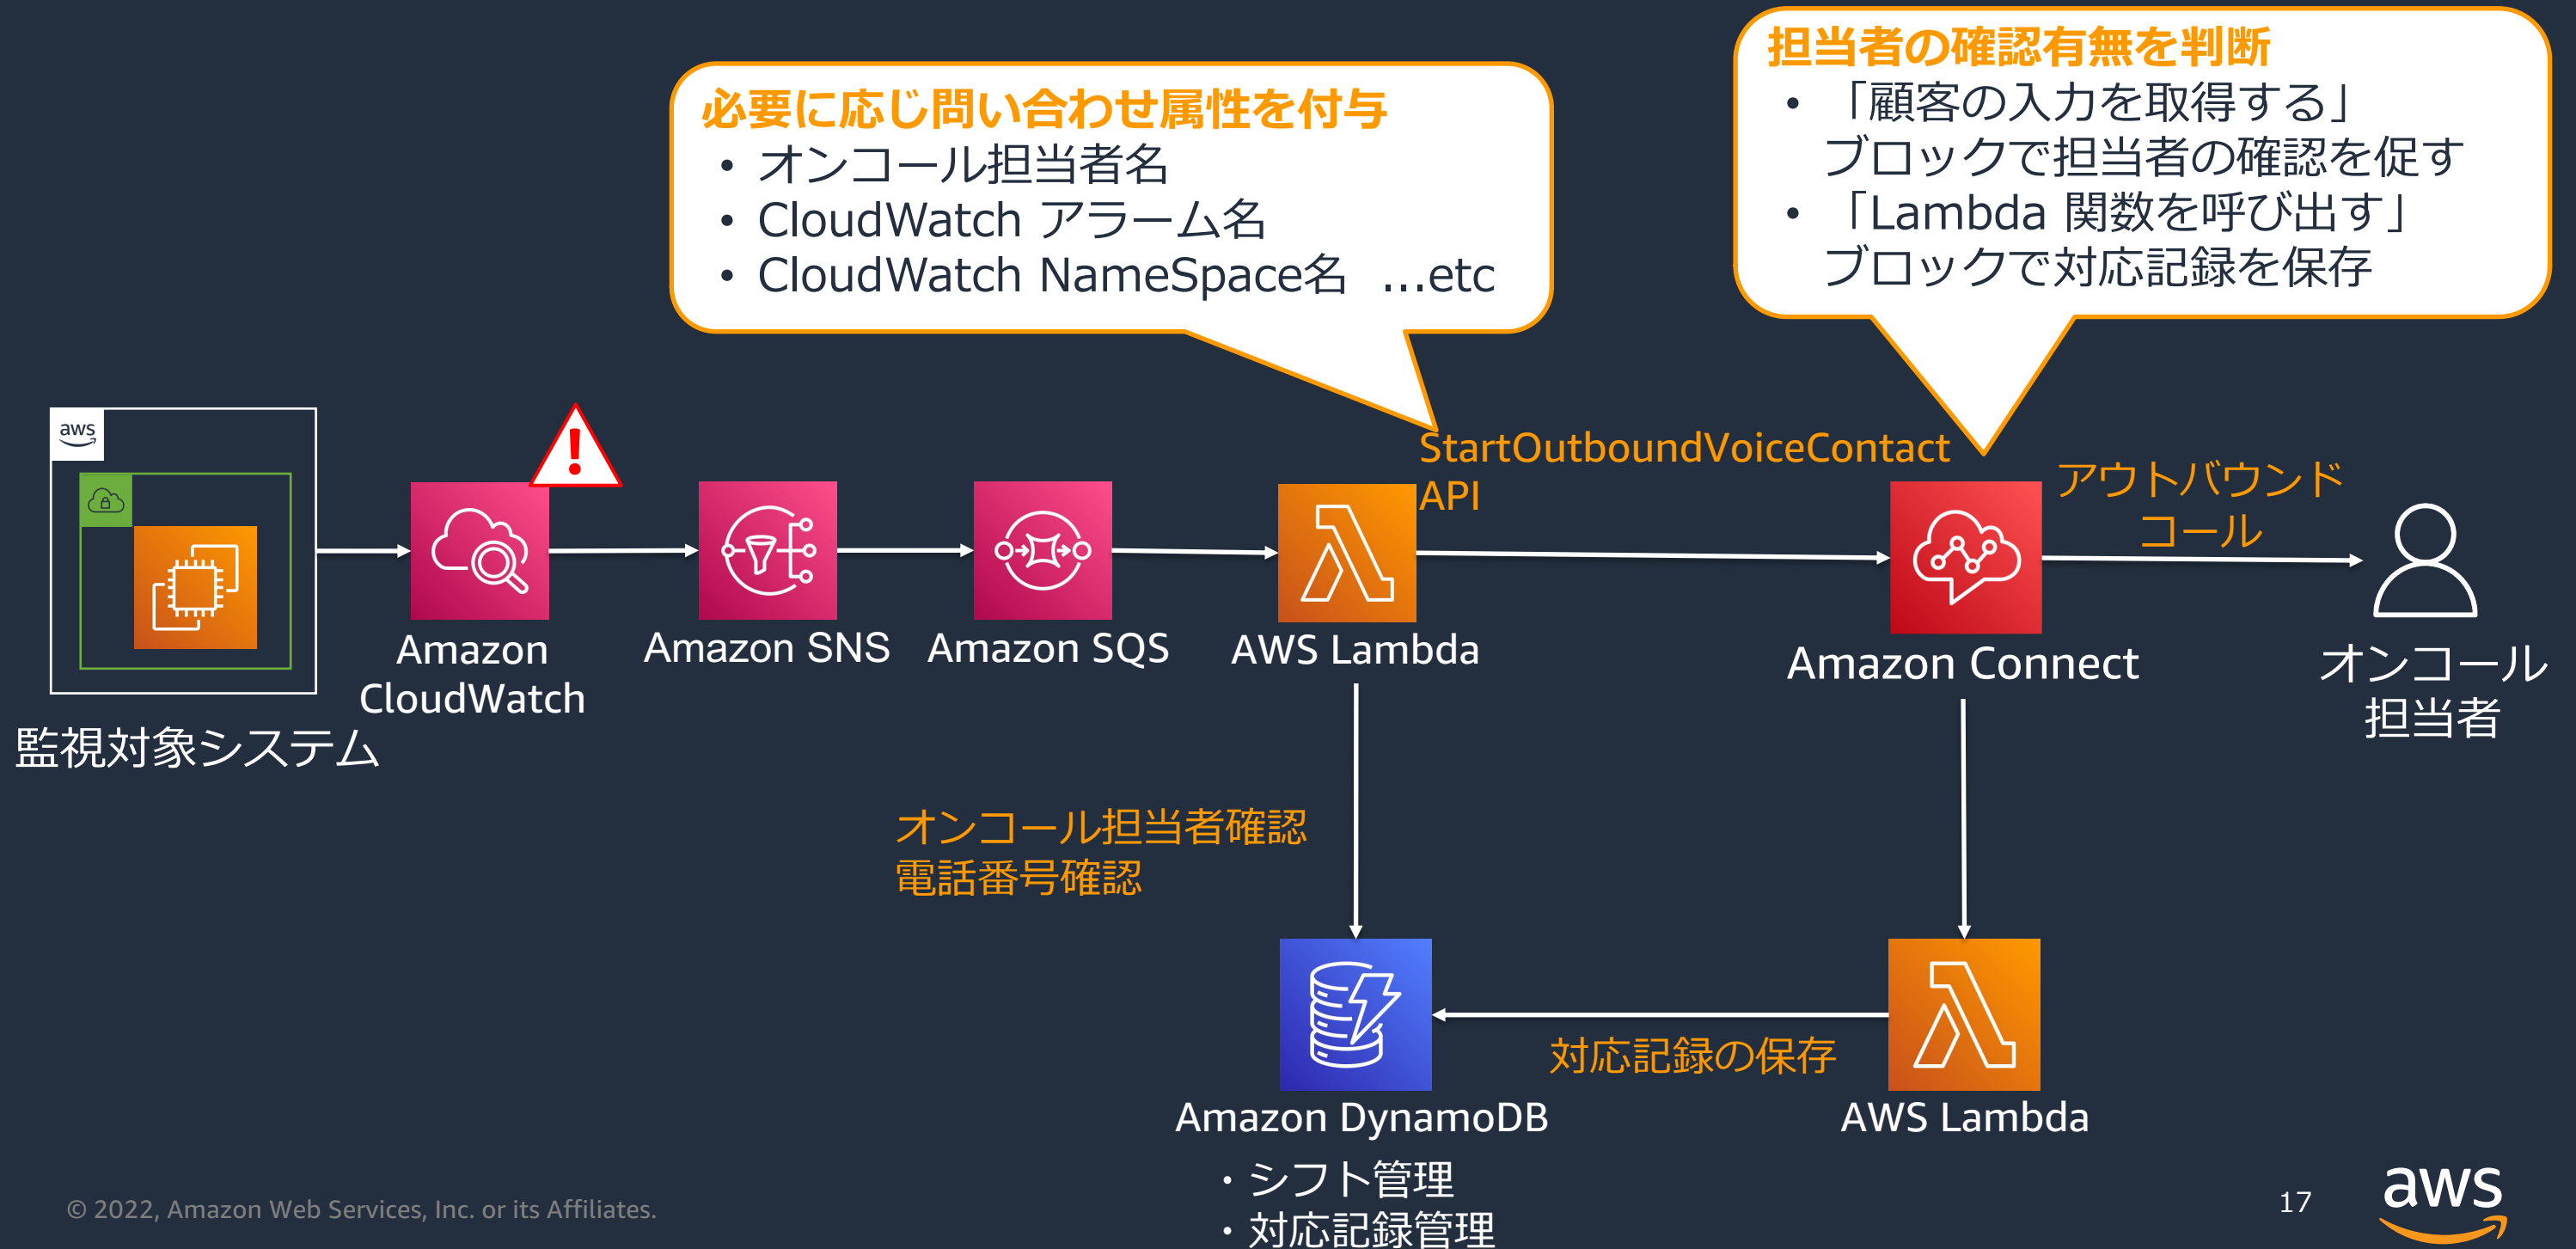 必要に応じ問い合わせ属性を付与
• オンコール担当者名
• CloudWatch アラーム名
• CloudWatch NameSpace名 ...etc
担当者の確認有無を判断
• 「顧客の入力を取得する」
ブロックで担当者の確認を促す
• 「Lambda 関数を呼び出す」
ブロックで対応記録を保存
aws
!
StartOutboundVoiceContact
API
アウトバウンド
コール
監視対象システム
Amazon
CloudWatch
Amazon SNS
Amazon SQS
AWS Lambda
Amazon Connect
オンコール
担当者
オンコール担当者確認
電話番号確認
対応記録の保存
Amazon DynamoDB
・シフト管理
・対応記録管理
AWS Lambda
© 2022, Amazon Web Services, Inc. or its Affiliates.
17
aws